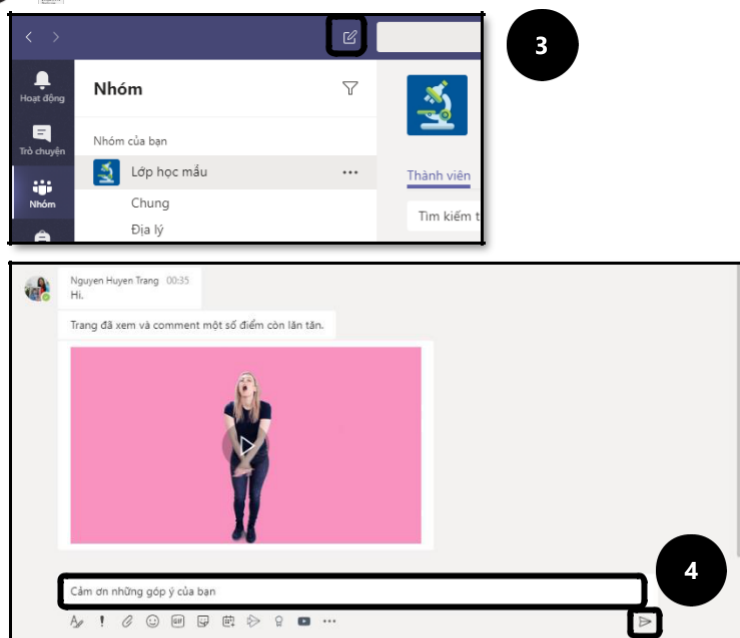 3
Hoạt động
Nhóm
Nhóm của bạn
Trò chuyện
Lớp học mẫu
Thành viên
Nhóm
Chung
Tìm kiếm t
Địa lý
Nguyen Huyen Trang 00:35
Hi.
Trang đã xem và comment một số điểm còn lăn tăn.
4
Cảm ơn những góp ý của bạn
GIF